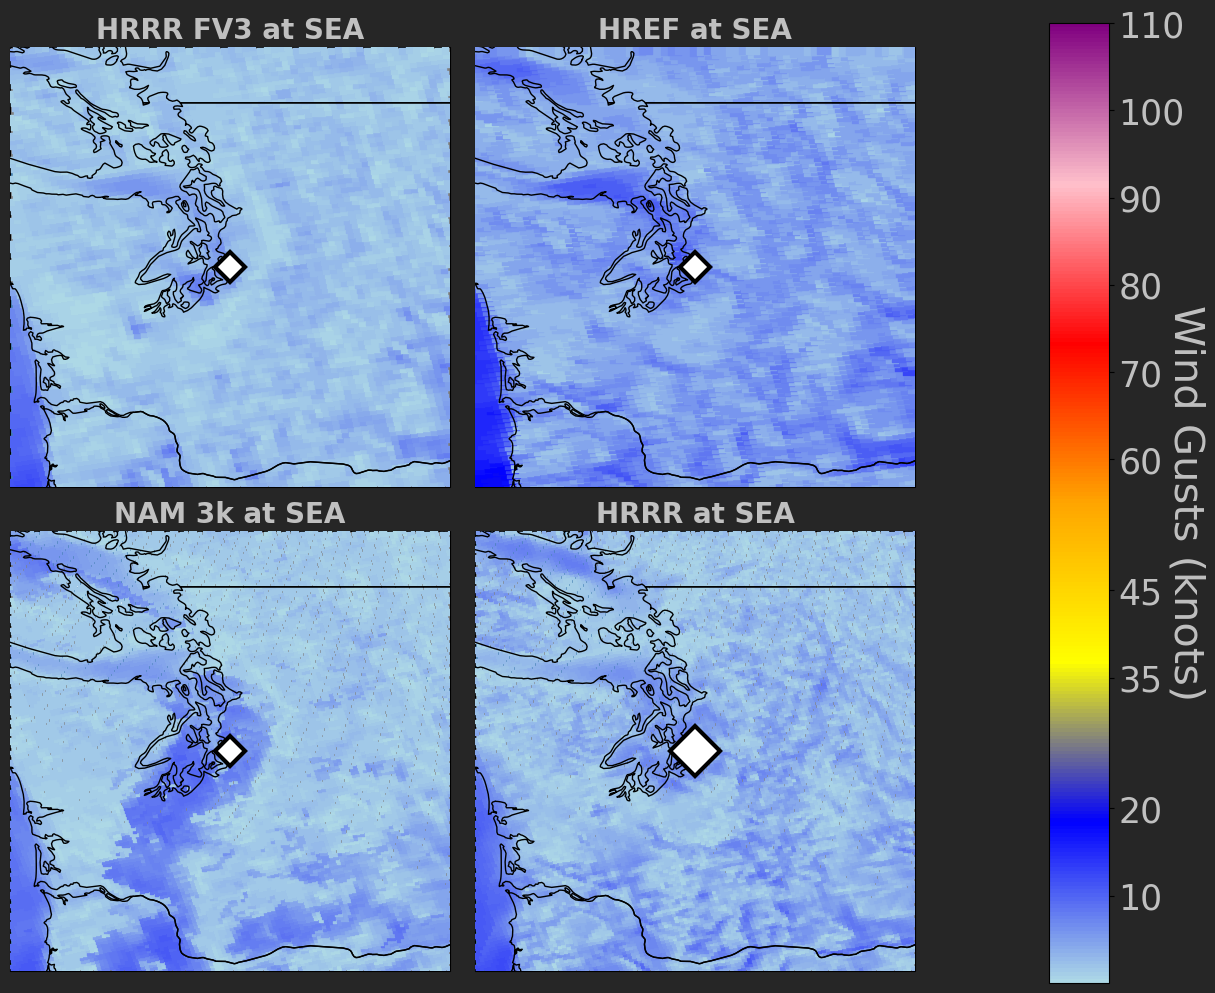 HRRR FV3 at SEA
HREF at SEA
NAM 3k at SEA
HRRR at SEA
110
100
90
80
70
60
45
35
20
10
Wind Gusts (knots)